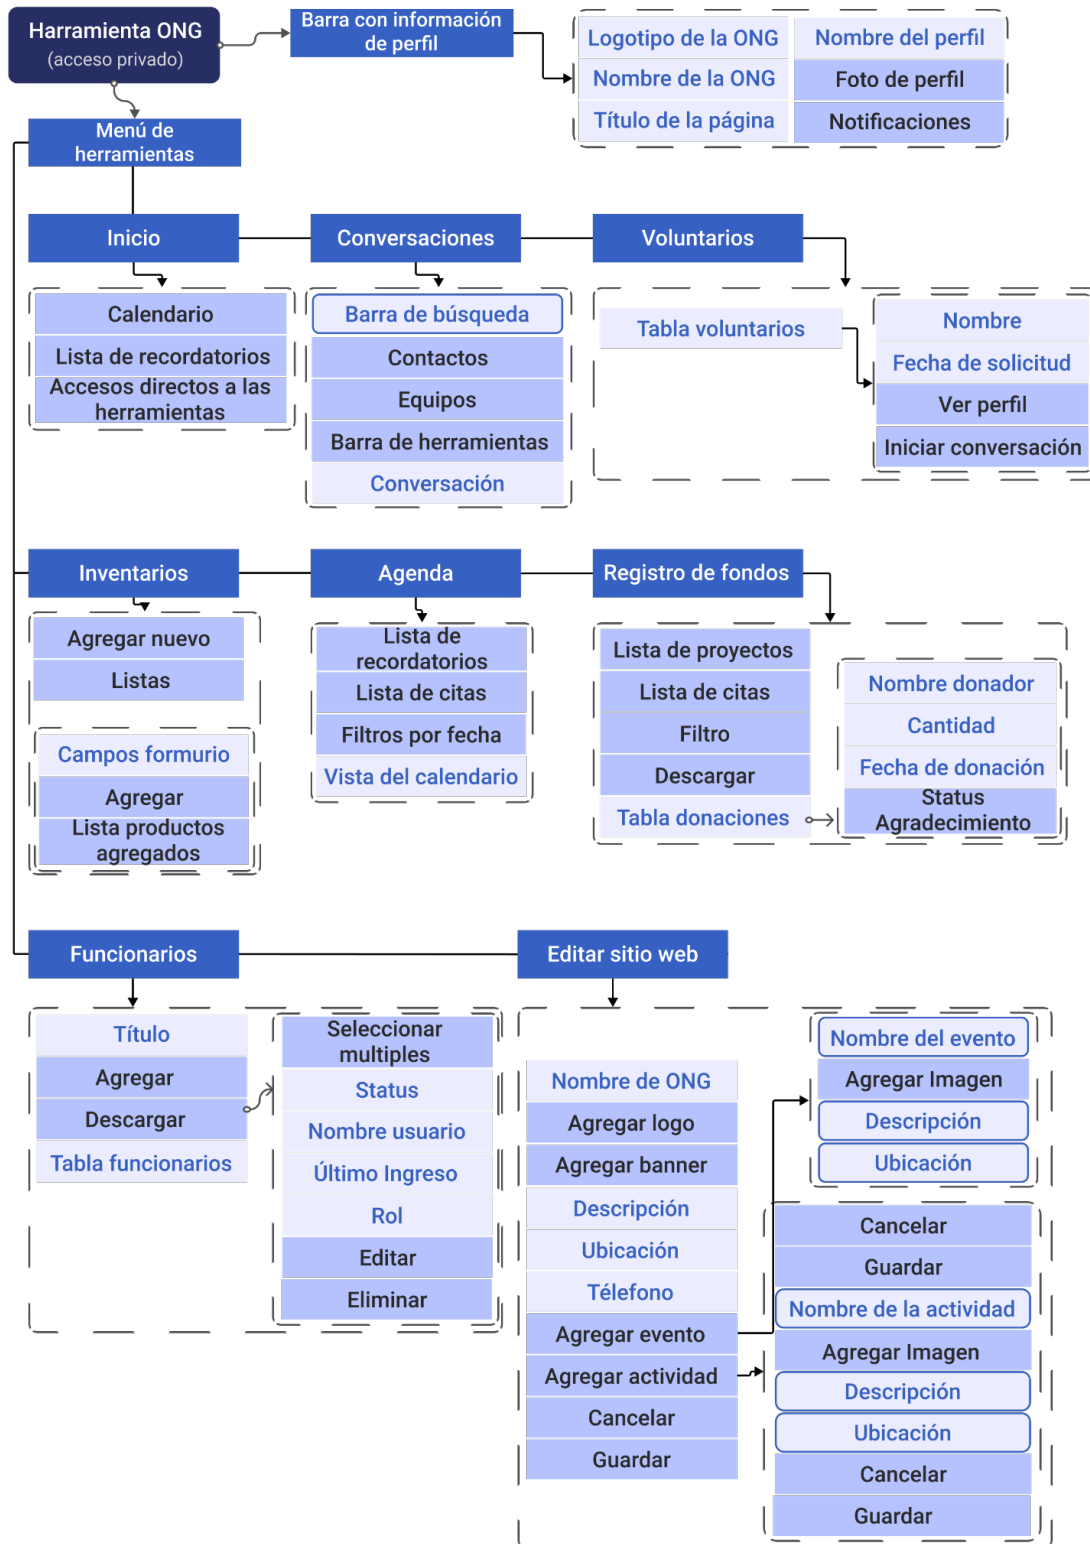 Harramienta ONG
(acceso privado)
Barra con información
de perfil
Logotipo de la ONG
Nombre de la ONG
Título de la página
Nombre del perfil
Foto de perfil
Notificaciones
Menú de
herramientas
Inicio
Conversaciones
Voluntarios
Calendario
Lista de recordatorios
Accesos directos a las
herramientas
Barra de búsqueda
Contactos
Equipos
Barra de herramientas
Conversación
Tabla voluntarios
Nombre
Fecha de solicitud
Ver perfil
Iniciar conversación
Inventarios
Agenda
Registro de fondos
Agregar nuevo
Listas
Campos formurio
Agregar
Lista productos
agregados
Lista de
recordatorios
Lista de citas
Filtros por fecha
Vista del calendario
Lista de proyectos
Lista de citas
Filtro
Descargar
Tabla donaciones
Nombre donador
Cantidad
Fecha de donación
Status
Agradecimiento
Funcionarios
Editar sitio web
Título
Agregar
Descargar
Tabla funcionarios
Seleccionar
multiples
Status
Nombre usuario
Último Ingreso
Rol
Editar
Eliminar
Nombre de ONG
Agregar logo
Agregar banner
Descripción
Ubicación
Télefono
Agregar evento
Agregar actividad
Cancelar
Guardar
Nombre del evento
Agregar Imagen
Descripción
Ubicación
Cancelar
Guardar
Nombre de la actividad
Agregar Imagen
Descripción
Ubicación
Cancelar
Guardar